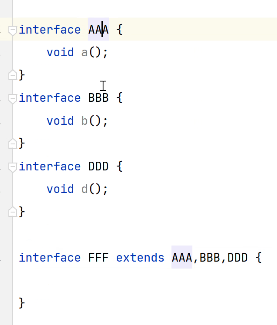 interface AAA {
    void a();
}
interface BBB {
    void b();
}
interface DDD {
    void d();
}
interface FFF extends AAA,BBB,DDD {
}